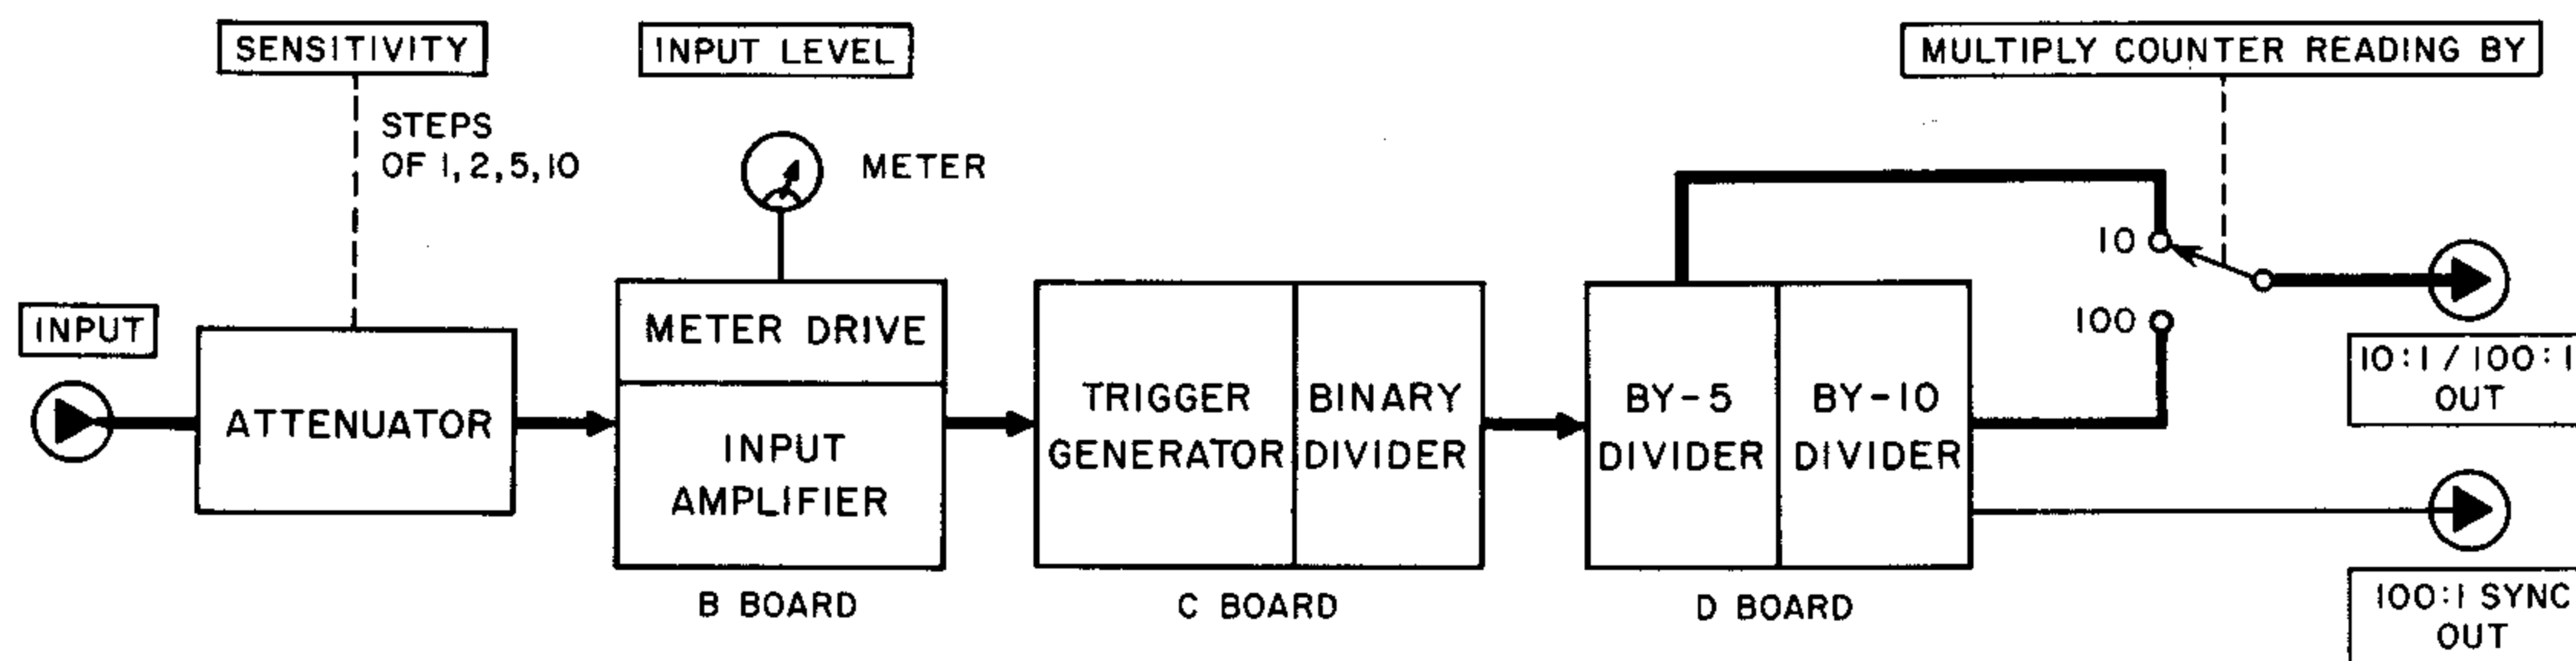 SENSITIVITY
INPUT LEVEL
MULTIPLY COUNTER READING BY
STEPS
OF 1, 2, 5, 10
METER
10
100
INPUT
ATTENUATOR
METER DRIVE
INPUT
AMPLIFIER
B BOARD
TRIGGER
GENERATOR
BINARY
DIVIDER
C BOARD
BY-5
DIVIDER
BY-10
DIVIDER
D BOARD
10:1 / 100:1
OUT
100:1 SYNC
OUT